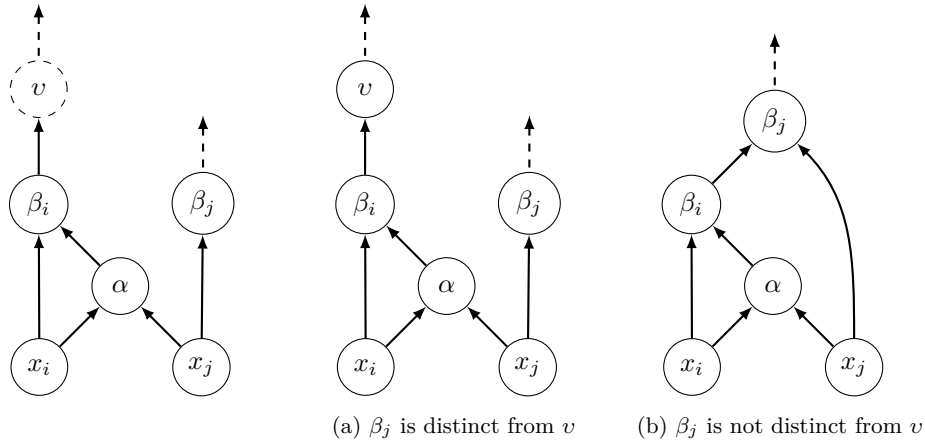 υ
β_j
β_i
α
x_i
x_j
υ
β_i
β_j
α
x_i
x_j
(a) β_j is distinct from υ
β_j
β_i
α
x_i
x_j
(b) β_j is not distinct from υ